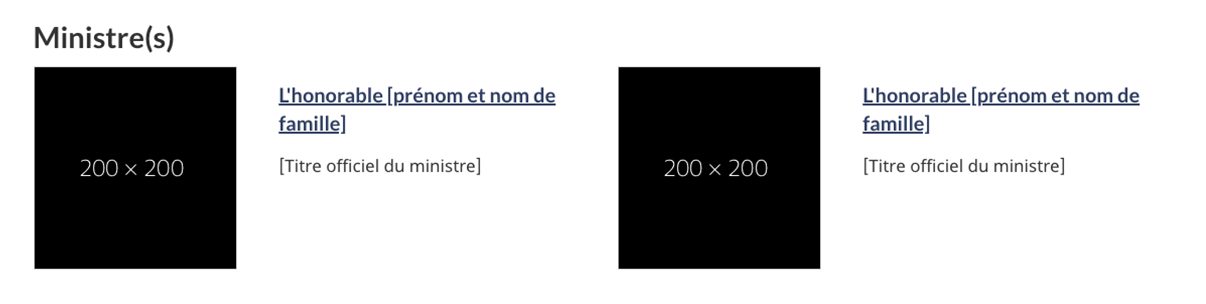 Ministre(s)
200 × 200
L'honorable [prénom et nom de
famille]
[Titre officiel du ministre]
200 × 200
L'honorable [prénom et nom de
famille]
[Titre officiel du ministre]